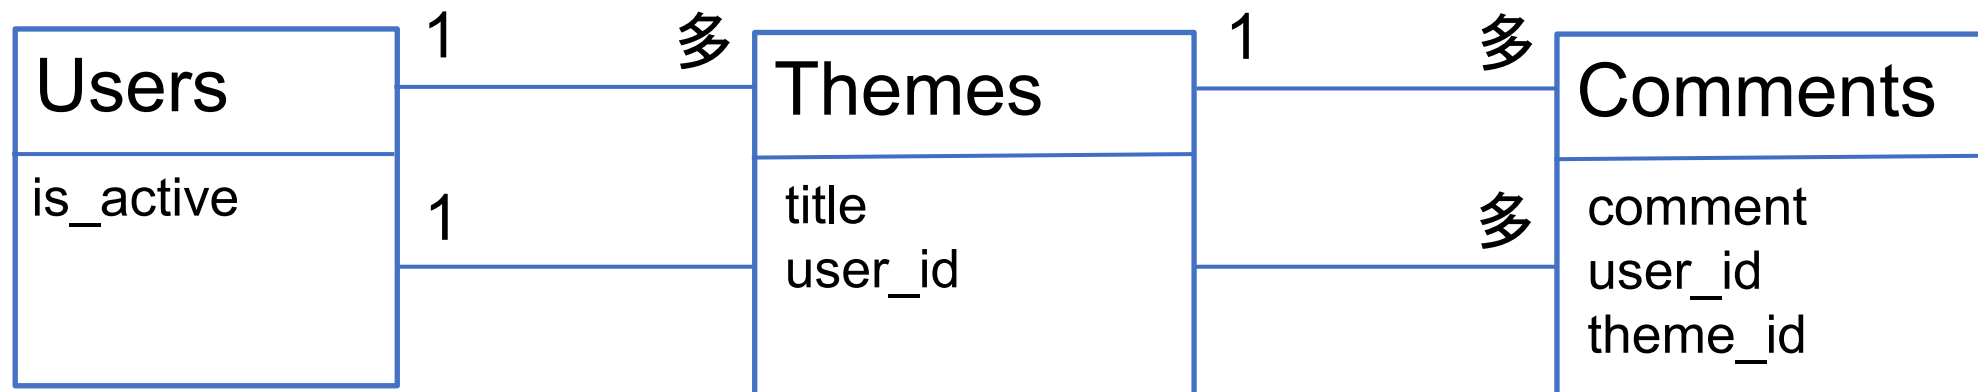 1
多
1
多
Users
Themes
Comments
is_active
1
title
user_id
多
comment
user_id
theme_id